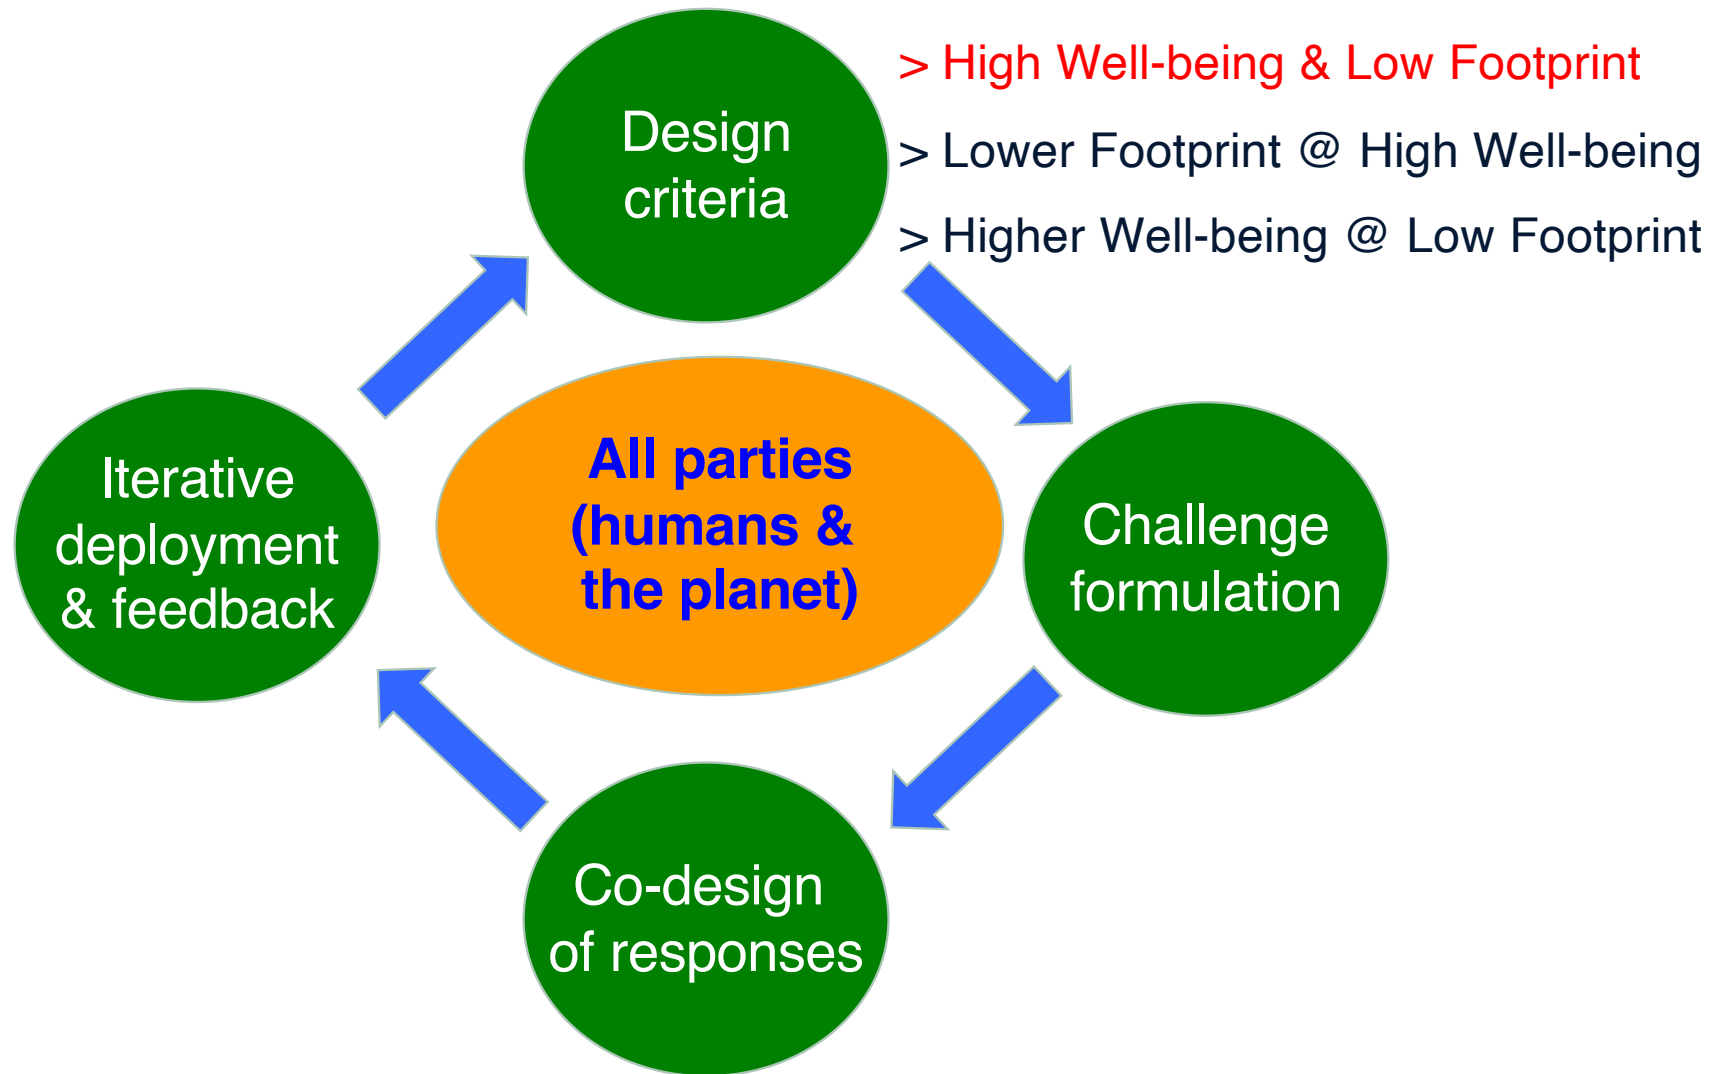 > High Well-being & Low Footprint
> Lower Footprint @ High Well-being
> Higher Well-being @ Low Footprint
Design
criteria
All parties
(humans &
the planet)
Iterative
deployment
& feedback
Challenge
formulation
Co-design
of responses